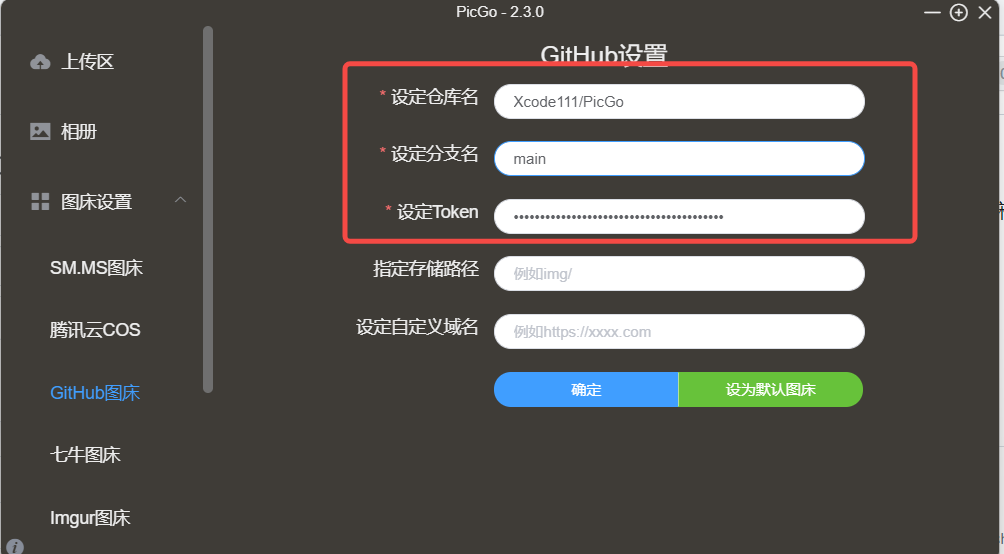 PicGo - 2.3.0
上传区
相册
图床设置
SM.MS图床
腾讯云COS
GitHub图床
七牛图床
Imgur图床
GitHub设置
* 设定仓库名 Xcode111/PicGo
* 设定分支名 main
* 设定Token ••••••••••••••••••••••••••••••••••••••••
指定存储路径 例如img/
设定自定义域名 例如https://xxxx.com
确定 设为默认图床